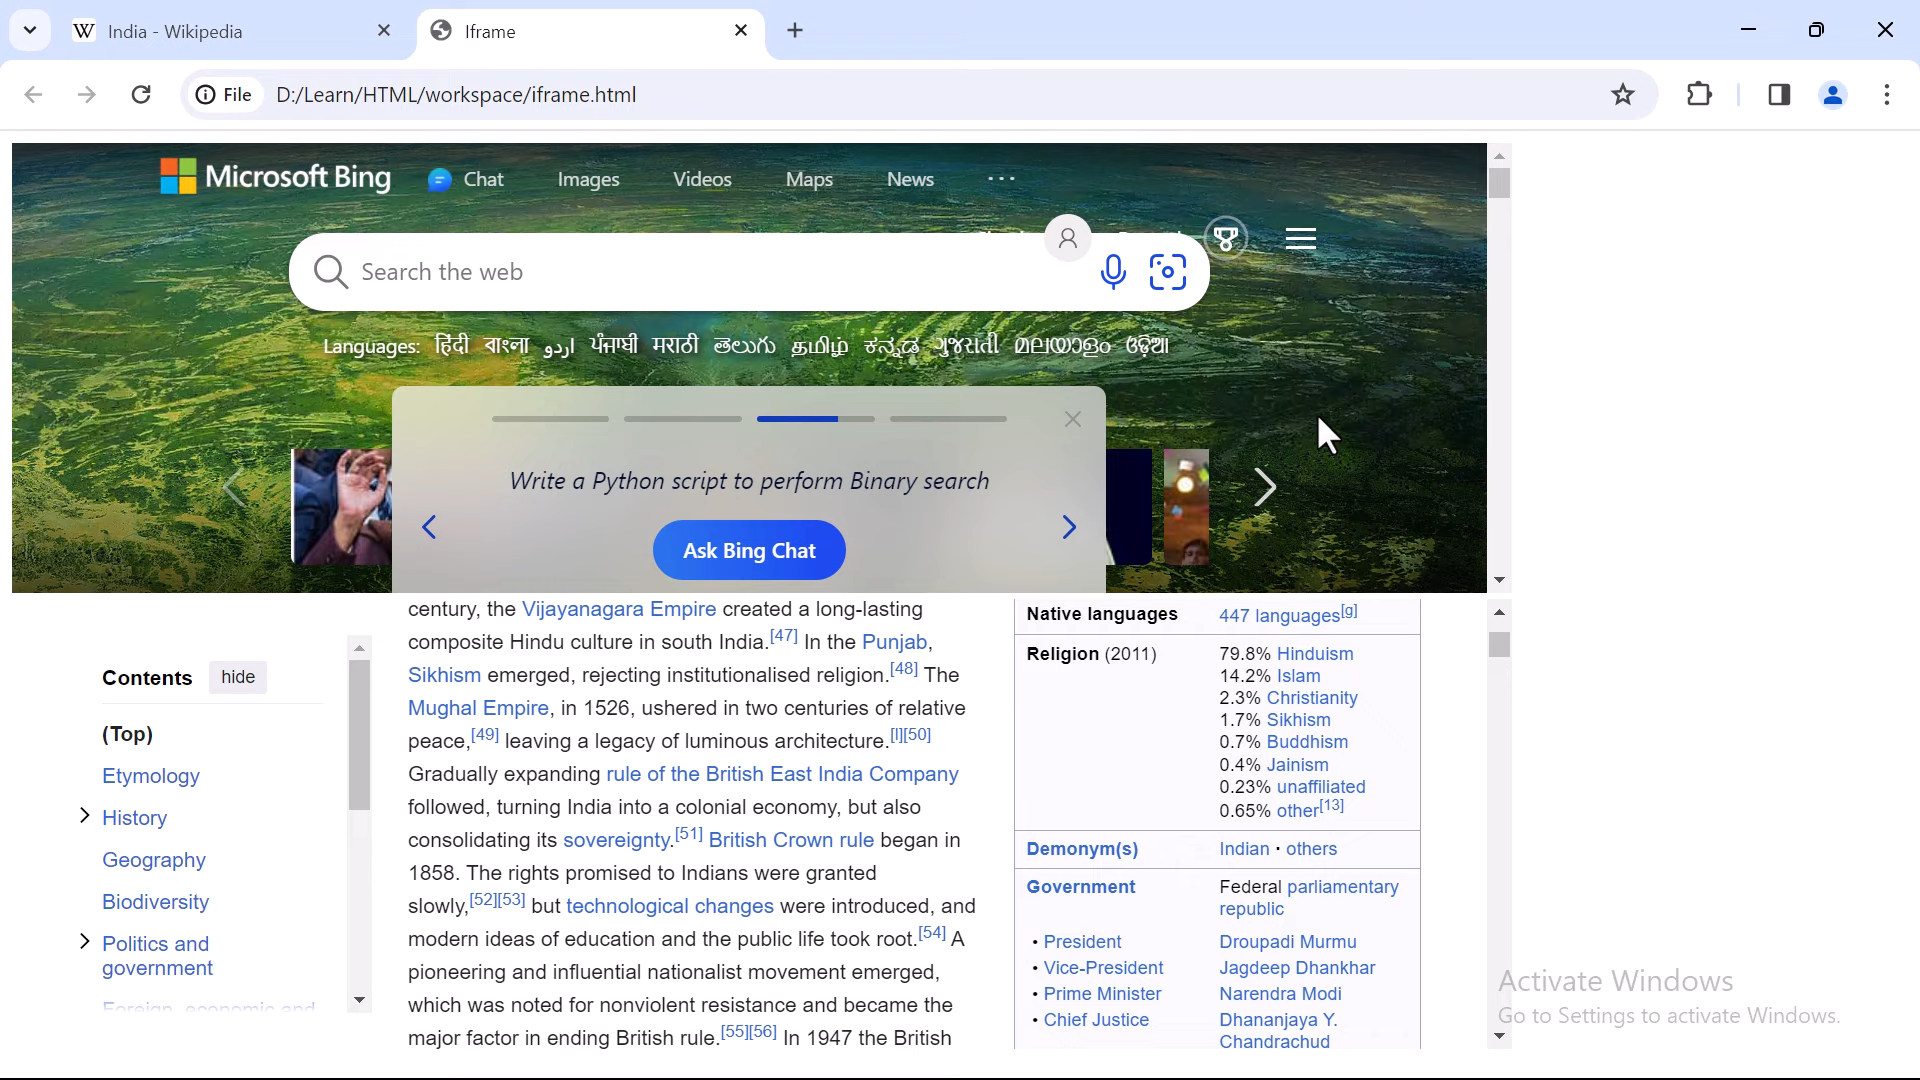 India - Wikipedia
Iframe
File D:/Learn/HTML/workspace/iframe.html
Microsoft Bing Chat Images Videos Maps News ...
Search the web
Languages: हिंदी বাংলা اردو ਪੰਜਾਬੀ मराठी తెలుగు தமிழ் ಕನ್ನಡ ગુજરાતી മലയാളം ଓଡ଼ିଆ
Write a Python script to perform Binary search
Ask Bing Chat
Contents hide
(Top)
Etymology
History
Geography
Biodiversity
Politics and
government
Foreign, economic and
century, the Vijayanagara Empire created a long-lasting
composite Hindu culture in south India.[47] In the Punjab,
Sikhism emerged, rejecting institutionalised religion.[48] The
Mughal Empire, in 1526, ushered in two centuries of relative
peace,[49] leaving a legacy of luminous architecture.[l][50]
Gradually expanding rule of the British East India Company
followed, turning India into a colonial economy, but also
consolidating its sovereignty.[51] British Crown rule began in
1858. The rights promised to Indians were granted
slowly,[52][53] but technological changes were introduced, and
modern ideas of education and the public life took root.[54] A
pioneering and influential nationalist movement emerged,
which was noted for nonviolent resistance and became the
major factor in ending British rule.[55][56] In 1947 the British
Native languages 447 languages[g]
Religion (2011) 79.8% Hinduism
14.2% Islam
2.3% Christianity
1.7% Sikhism
0.7% Buddhism
0.4% Jainism
0.23% unaffiliated
0.65% other[13]
Demonym(s) Indian · others
Government Federal parliamentary
republic
• President Droupadi Murmu
• Vice-President Jagdeep Dhankhar
• Prime Minister Narendra Modi
• Chief Justice Dhananjaya Y.
Chandrachud
Activate Windows
Go to Settings to activate Windows.